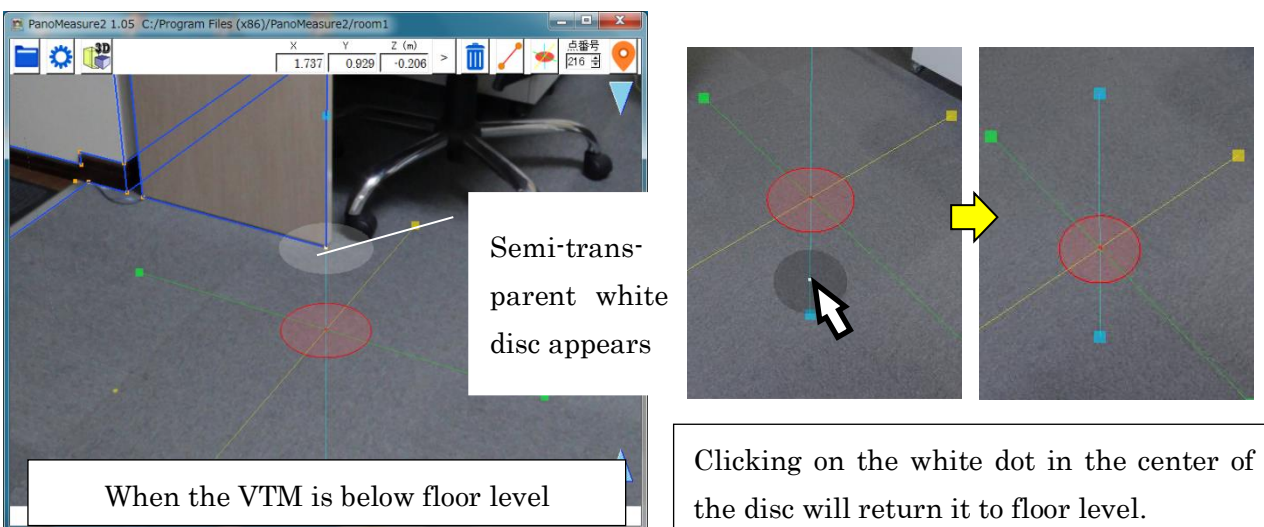 PanoMeasure2 1.05 C:/Program Files (x86)/PanoMeasure2/room1
3D
X Y Z (m)
1.737 0.929 -0.206 >
点番号
216
Semi-trans-
parent white
disc appears
When the VTM is below floor level
Clicking on the white dot in the center of
the disc will return it to floor level.